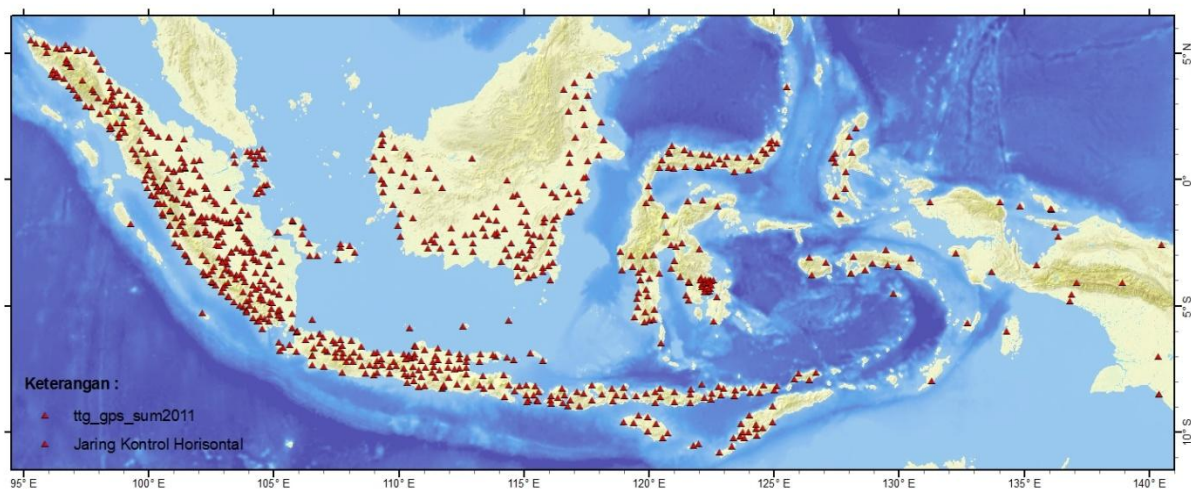 5°N
0°
5°S
10°S
Keterangan :
ttg_gps_sum2011
Jaring Kontrol Horisontal
95°E 100°E 105°E 110°E 115°E 120°E 125°E 130°E 135°E 140°E